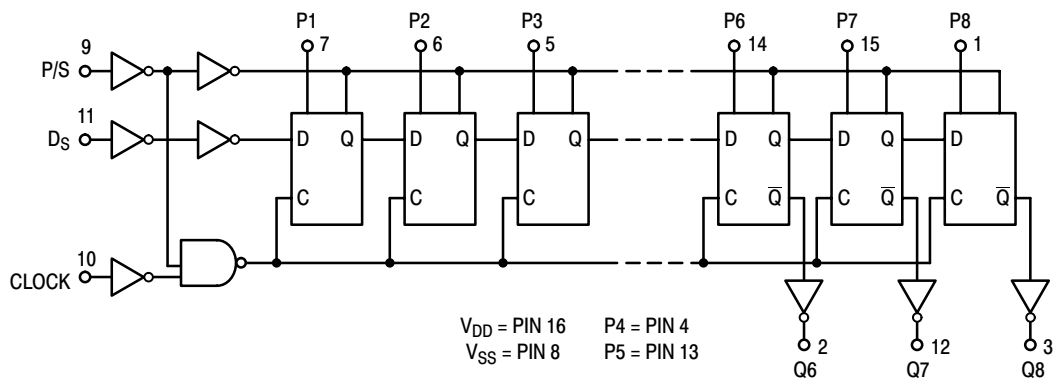 P1 P2 P3 P6 P7 P8
9 7 6 5 14 15 1
P/S
11
D_S D Q D Q D Q D Q D Q D
C C C C Q̅ C Q̅ C Q̅
10
CLOCK
V_DD = PIN 16 P4 = PIN 4
V_SS = PIN 8 P5 = PIN 13
2 12 3
Q6 Q7 Q8